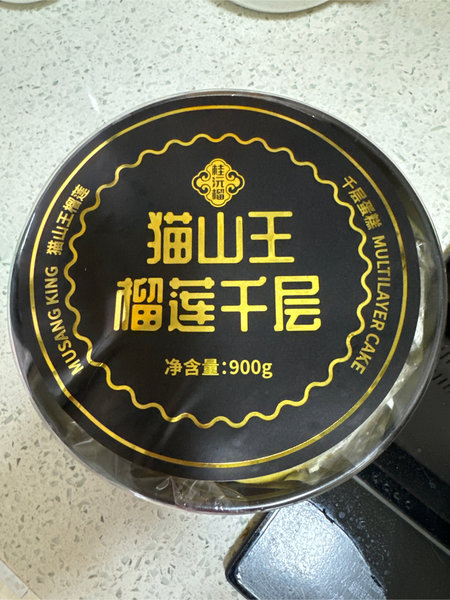 桂沅榴
猫山王
榴莲千层
净含量:900g
MUSANG KING 猫山王榴莲
千层蛋糕 MULTILAYER CAKE